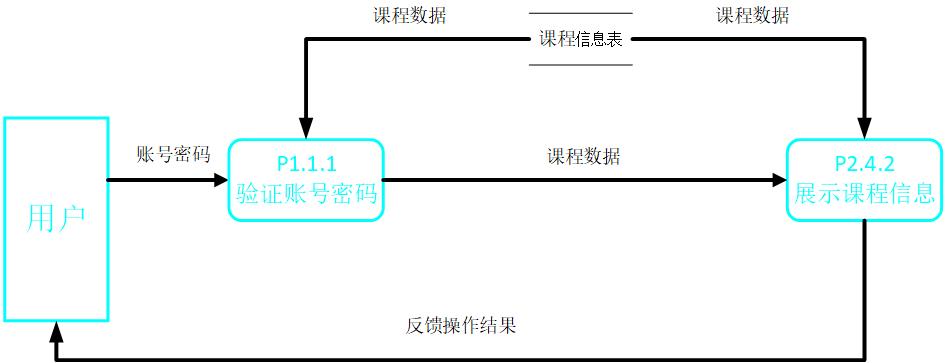 课程数据
课程数据
课程信息表
账号密码
P1.1.1
验证账号密码
课程数据
P2.4.2
展示课程信息
用户
反馈操作结果